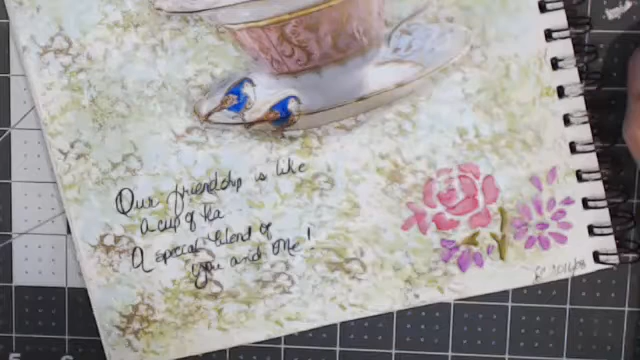 Our friendship is like
a cup of tea
A special blend of
you and me!